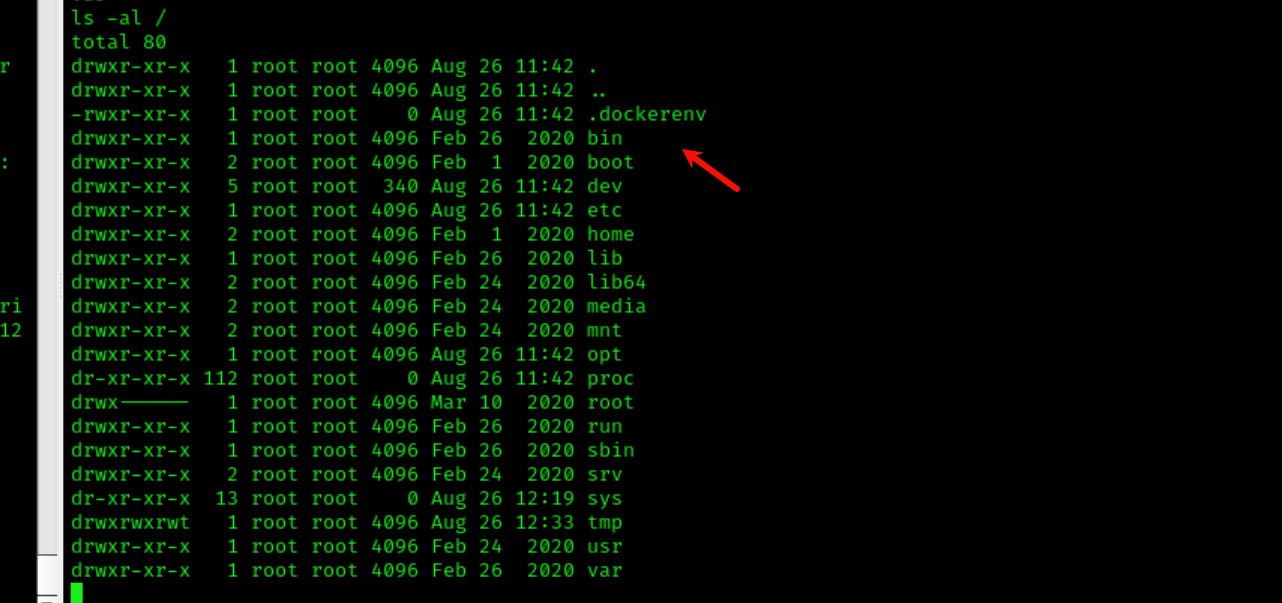 ls -al /
total 80
drwxr-xr-x   1 root root 4096 Aug 26 11:42 .
drwxr-xr-x   1 root root 4096 Aug 26 11:42 ..
-rwxr-xr-x   1 root root    0 Aug 26 11:42 .dockerenv
drwxr-xr-x   1 root root 4096 Feb 26  2020 bin
drwxr-xr-x   2 root root 4096 Feb  1  2020 boot
drwxr-xr-x   5 root root  340 Aug 26 11:42 dev
drwxr-xr-x   1 root root 4096 Aug 26 11:42 etc
drwxr-xr-x   2 root root 4096 Feb  1  2020 home
drwxr-xr-x   1 root root 4096 Feb 26  2020 lib
drwxr-xr-x   2 root root 4096 Feb 24  2020 lib64
drwxr-xr-x   2 root root 4096 Feb 24  2020 media
drwxr-xr-x   2 root root 4096 Feb 24  2020 mnt
drwxr-xr-x   1 root root 4096 Aug 26 11:42 opt
dr-xr-xr-x 112 root root    0 Aug 26 11:42 proc
drwx------   1 root root 4096 Mar 10  2020 root
drwxr-xr-x   1 root root 4096 Feb 26  2020 run
drwxr-xr-x   1 root root 4096 Feb 26  2020 sbin
drwxr-xr-x   2 root root 4096 Feb 24  2020 srv
dr-xr-xr-x  13 root root    0 Aug 26 12:19 sys
drwxrwxrwt   1 root root 4096 Aug 26 12:33 tmp
drwxr-xr-x   1 root root 4096 Feb 24  2020 usr
drwxr-xr-x   1 root root 4096 Feb 26  2020 var
r
:
ri
12